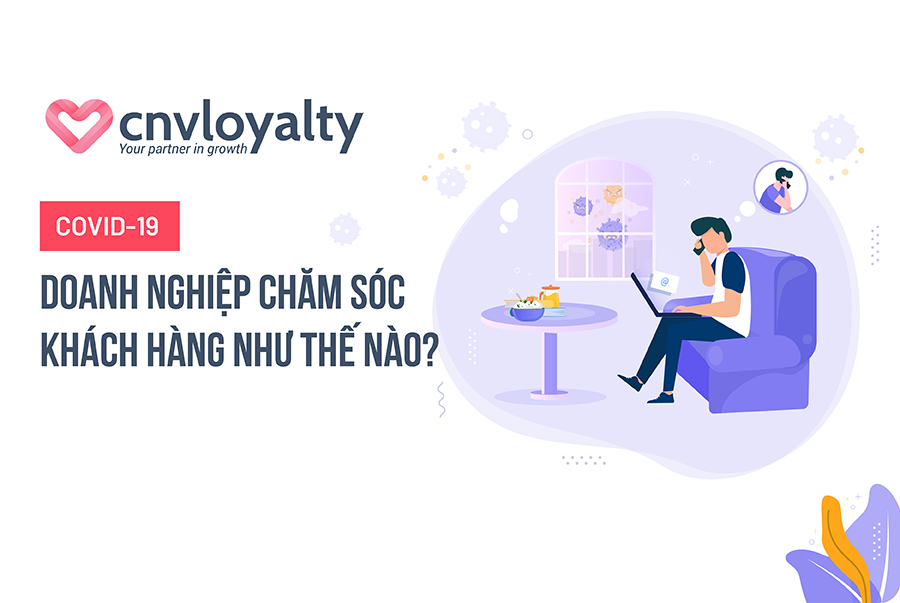 cnvloyalty
Your partner in growth
COVID-19
DOANH NGHIỆP CHĂM SÓC
KHÁCH HÀNG NHƯ THẾ NÀO?
@